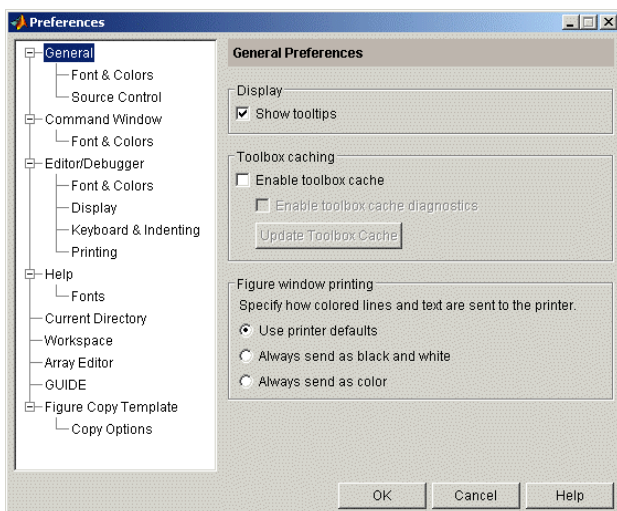 Preferences
General
Font & Colors
Source Control
Command Window
Font & Colors
Editor/Debugger
Font & Colors
Display
Keyboard & Indenting
Printing
Help
Fonts
Current Directory
Workspace
Array Editor
GUIDE
Figure Copy Template
Copy Options
General Preferences
Display
Show tooltips
Toolbox caching
Enable toolbox cache
Enable toolbox cache diagnostics
Update Toolbox Cache
Figure window printing
Specify how colored lines and text are sent to the printer.
Use printer defaults
Always send as black and white
Always send as color
OK
Cancel
Help